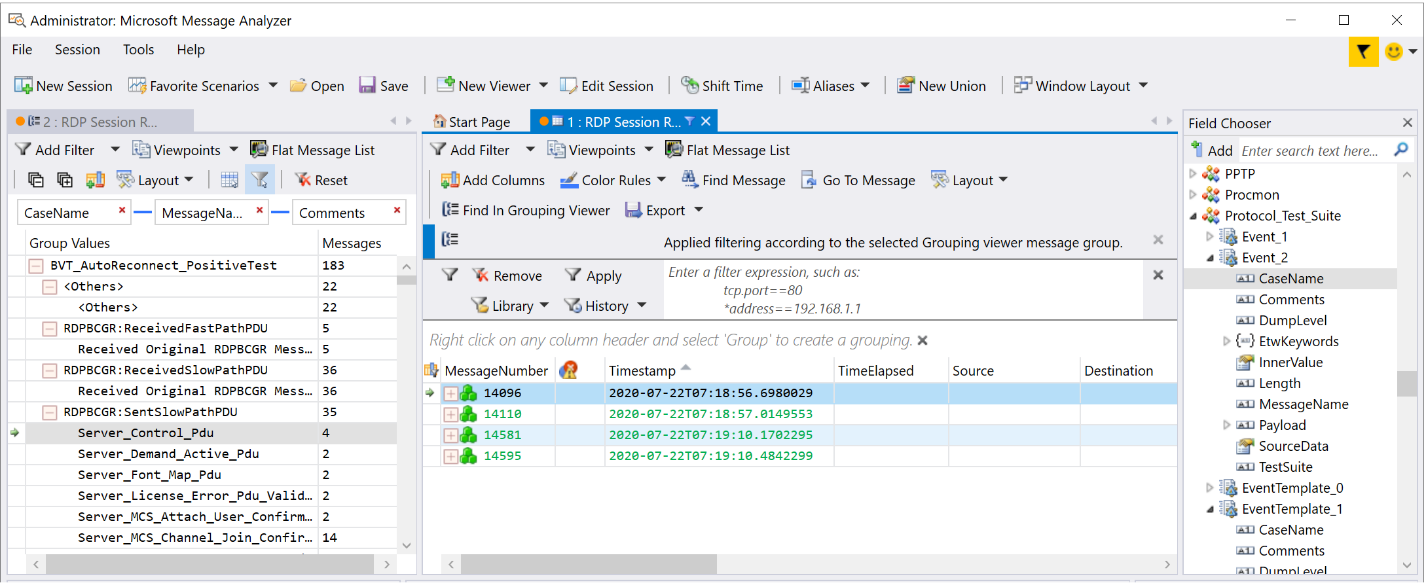 Administrator: Microsoft Message Analyzer
File Session Tools Help
New Session Favorite Scenarios Open Save New Viewer Edit Session Shift Time Aliases New Union Window Layout
2 : RDP Session R...
Add Filter Viewpoints Flat Message List
Layout Reset
CaseName MessageNa... Comments
Group Values Messages
BVT_AutoReconnect_PositiveTest 183
<Others> 22
<Others> 22
RDPBCGR:ReceivedFastPathPDU 5
Received Original RDPBCGR Mess... 5
RDPBCGR:ReceivedSlowPathPDU 36
Received Original RDPBCGR Mess... 36
RDPBCGR:SentSlowPathPDU 35
Server_Control_Pdu 4
Server_Demand_Active_Pdu 2
Server_Font_Map_Pdu 2
Server_License_Error_Pdu_Valid... 2
Server_MCS_Attach_User_Confirm... 2
Server_MCS_Channel_Join_Confir... 14
Start Page 1 : RDP Session R...
Add Filter Viewpoints Flat Message List
Add Columns Color Rules Find Message Go To Message Layout
Find In Grouping Viewer Export
Applied filtering according to the selected Grouping viewer message group.
Remove Apply
Library History
Enter a filter expression, such as:
tcp.port==80
*address==192.168.1.1
Right click on any column header and select 'Group' to create a grouping.
MessageNumber Timestamp TimeElapsed Source Destination
14096 2020-07-22T07:18:56.6980029
14110 2020-07-22T07:18:57.0149553
14581 2020-07-22T07:19:10.1702295
14595 2020-07-22T07:19:10.4842299
Field Chooser
Add Enter search text here...
PPTP
Procmon
Protocol_Test_Suite
Event_1
Event_2
CaseName
Comments
DumpLevel
EtwKeywords
InnerValue
Length
MessageName
Payload
SourceData
TestSuite
EventTemplate_0
EventTemplate_1
CaseName
Comments
DumpLevel